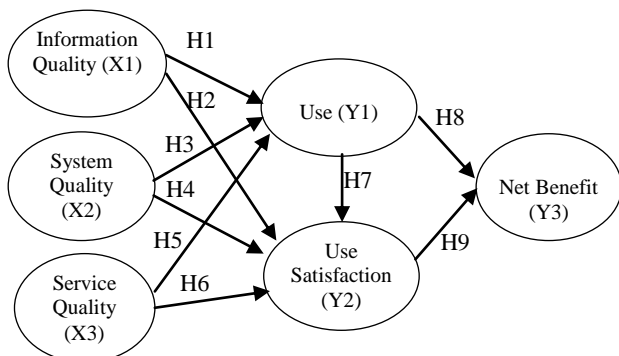 Information
Quality (X1)
H1
H2
Use (Y1)
H8
System
Quality
(X2)
H3
H4
H7
Net Benefit
(Y3)
H5
H9
Service
Quality
(X3)
H6
Use
Satisfaction
(Y2)